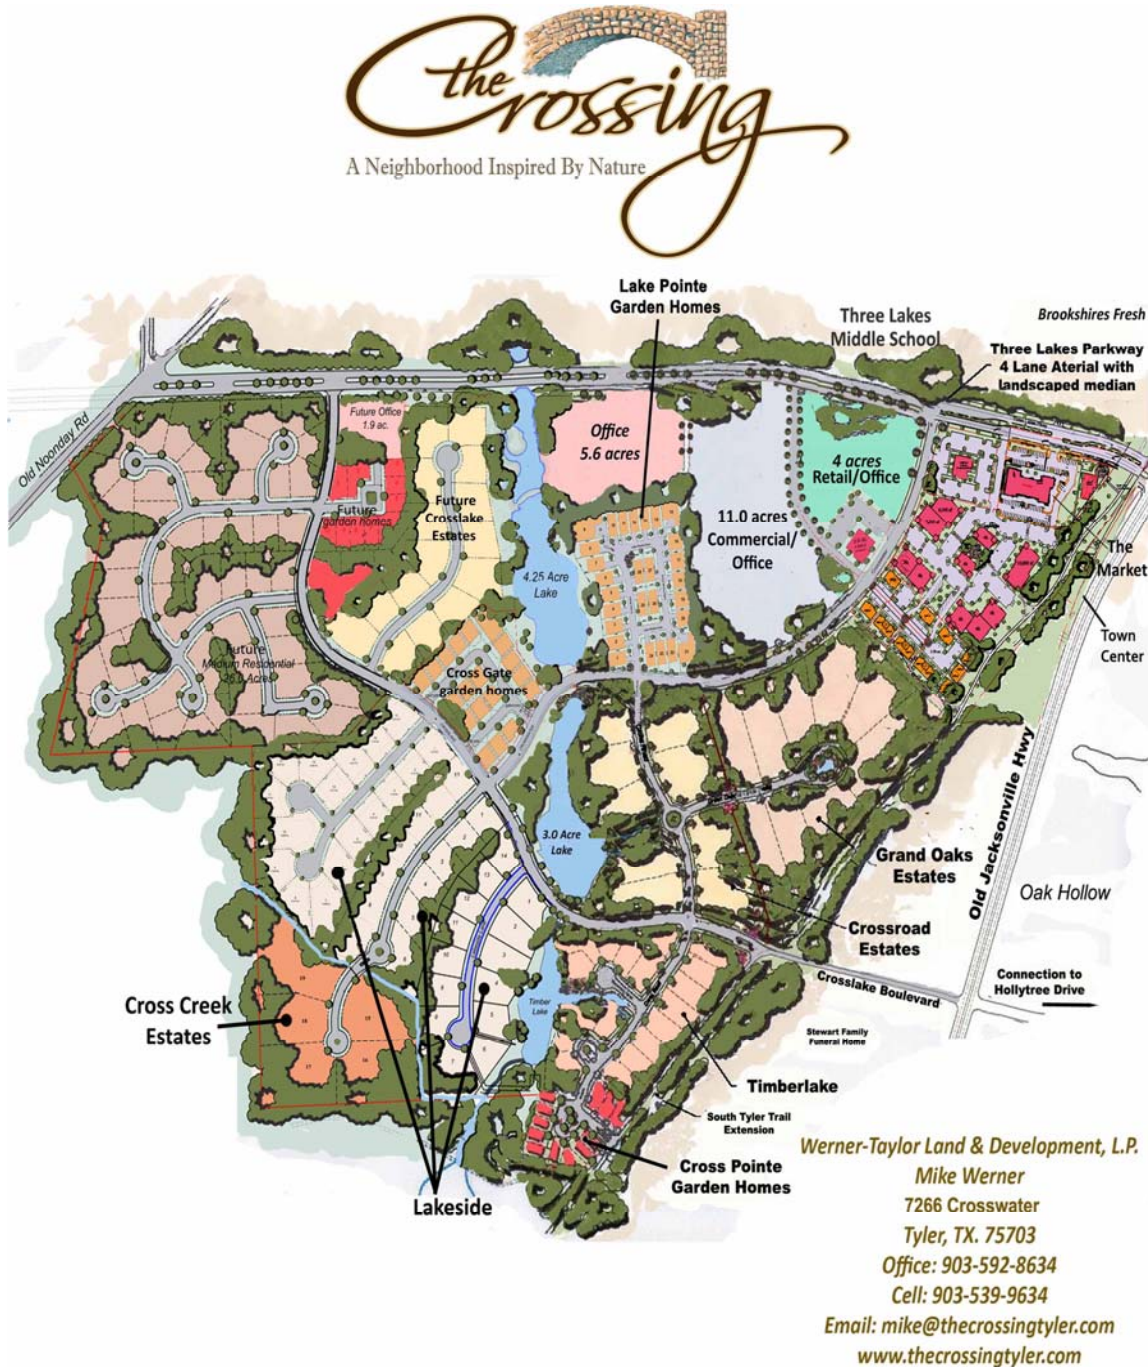 the
Crossing
A Neighborhood Inspired By Nature
Lake Pointe
Garden Homes
Three Lakes
Middle School
Brookshires Fresh
Three Lakes Parkway
4 Lane Aterial with
landscaped median
Old Noonday Rd
Future Office
1.9 ac.
Office
5.6 acres
4 acres
Retail/Office
Future
garden homes
Future
Crosslake
Estates
11.0 acres
Commercial/
Office
The
Market
4.25 Acre
Lake
Town
Center
Future
Medium Residential
Cross Gate
garden homes
Old Jacksonville Hwy
3.0 Acre
Lake
Grand Oaks
Estates
Oak Hollow
Crossroad
Estates
Crosslake Boulevard
Connection to
Hollytree Drive
Cross Creek
Estates
Timber
Lake
Stewart Family
Funeral Home
Timberlake
South Tyler Trail
Extension
Cross Pointe
Garden Homes
Lakeside
Werner-Taylor Land & Development, L.P.
Mike Werner
7266 Crosswater
Tyler, TX. 75703
Office: 903-592-8634
Cell: 903-539-9634
Email: mike@thecrossingtyler.com
www.thecrossingtyler.com